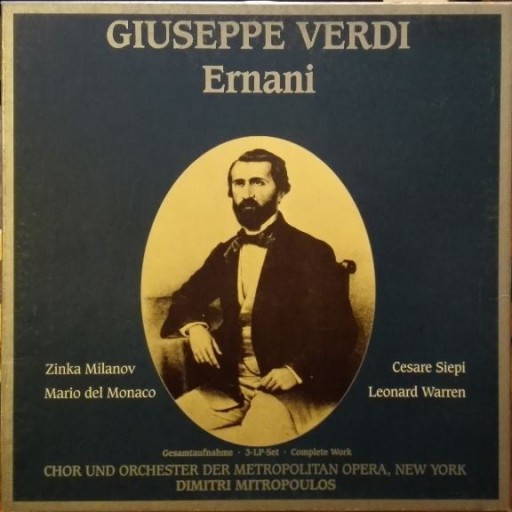 GIUSEPPE VERDI
Ernani
Zinka Milanov
Mario del Monaco
Cesare Siepi
Leonard Warren
Gesamtaufnahme · 3-LP-Set · Complete Work
CHOR UND ORCHESTER DER METROPOLITAN OPERA, NEW YORK
DIMITRI MITROPOULOS